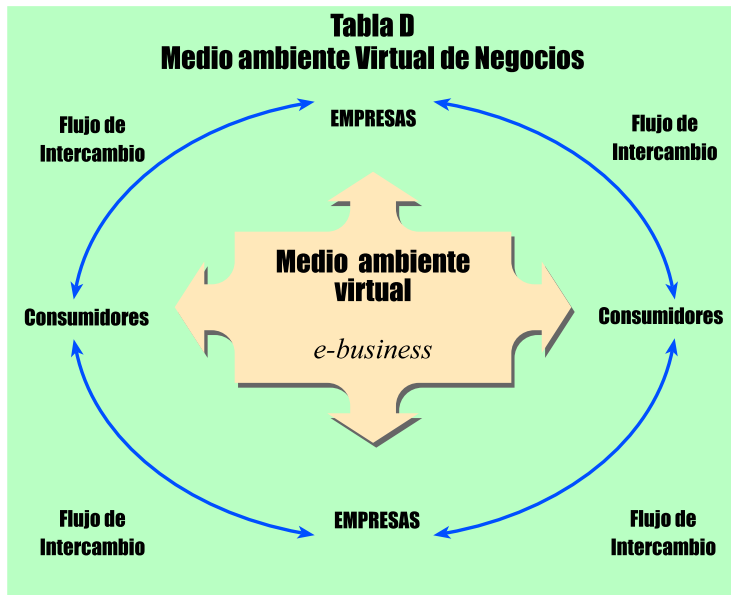 Tabla D
Medio ambiente Virtual de Negocios
EMPRESAS
Flujo de
Intercambio
Flujo de
Intercambio
Medio ambiente
virtual
e-business
Consumidores
Consumidores
EMPRESAS
Flujo de
Intercambio
Flujo de
Intercambio